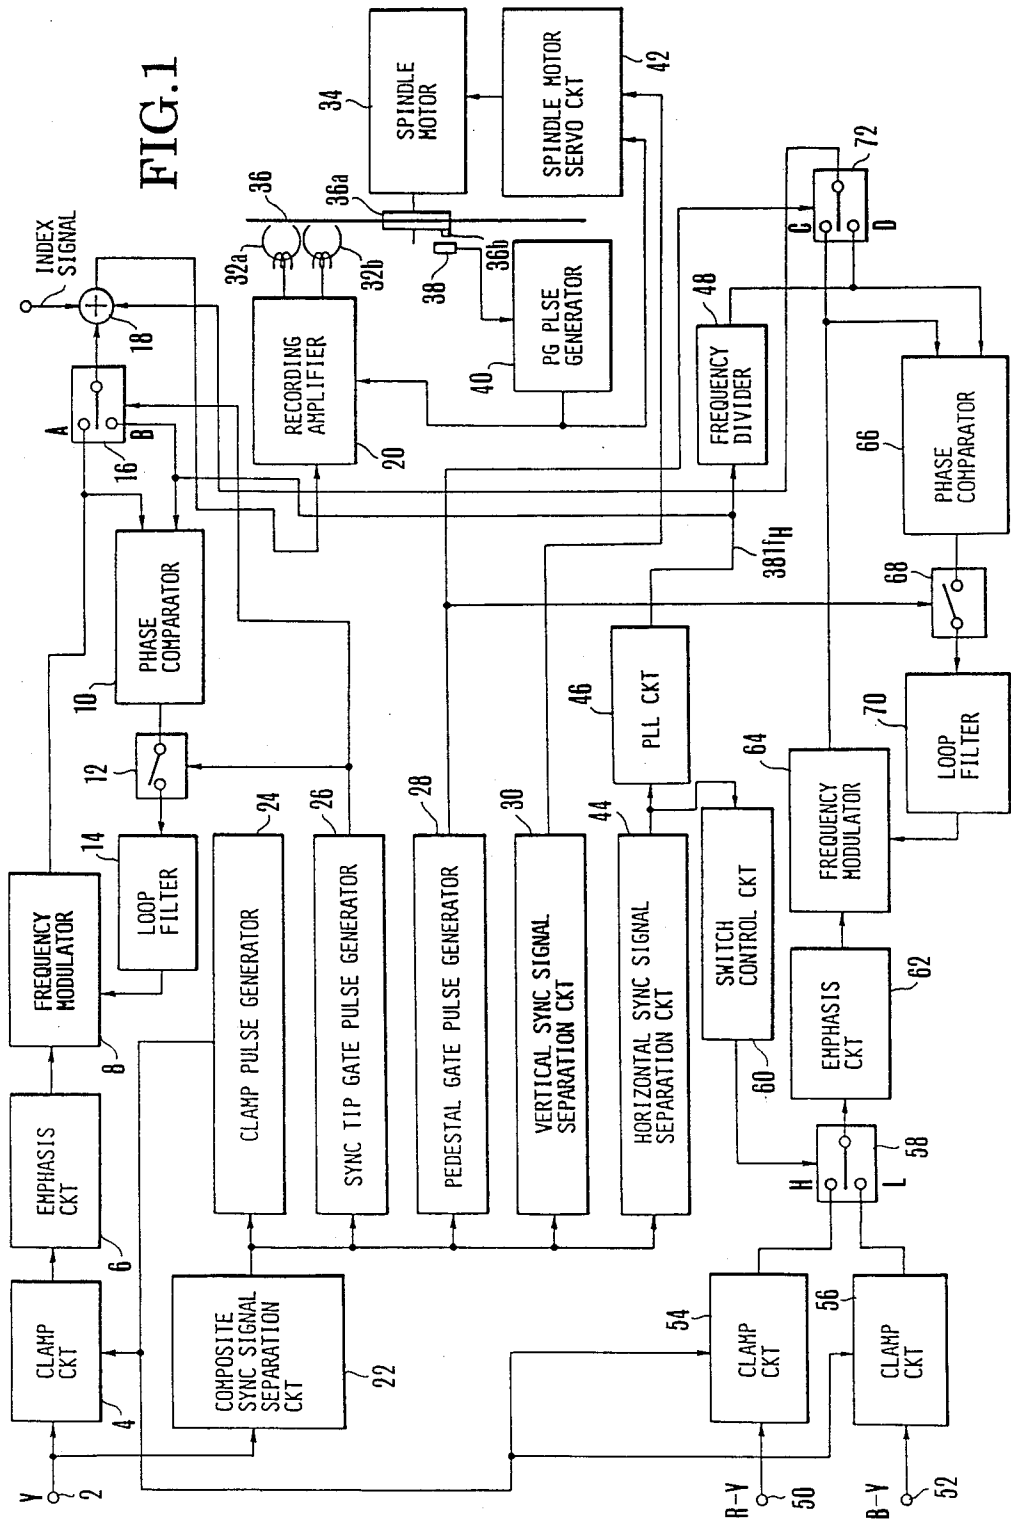 FIG.1
Y
2
CLAMP
CKT
4
EMPHASIS
CKT
6
FREQUENCY
MODULATOR
8
LOOP
FILTER
14
12
PHASE
COMPARATOR
10
A
B
16
18
INDEX
SIGNAL
COMPOSITE
SYNC SIGNAL
SEPARATION
CKT
22
CLAMP PULSE GENERATOR
24
SYNC TIP GATE PULSE GENERATOR
26
PEDESTAL GATE PULSE GENERATOR
28
VERTICAL SYNC SIGNAL
SEPARATION CKT
30
HORIZONTAL SYNC SIGNAL
SEPARATION CKT
44
RECORDING
AMPLIFIER
20
32a
32b
36
36a
36b
38
SPINDLE
MOTOR
34
SPINDLE MOTOR
SERVO CKT
42
PG PLSE
GENERATOR
40
PLL CKT
46
381fH
FREQUENCY
DIVIDER
48
SWITCH
CONTROL CKT
60
R-Y
50
CLAMP
CKT
54
B-Y
52
CLAMP
CKT
56
H
L
58
EMPHASIS
CKT
62
FREQUENCY
MODULATOR
64
LOOP
FILTER
70
68
PHASE
COMPARATOR
66
C
D
72